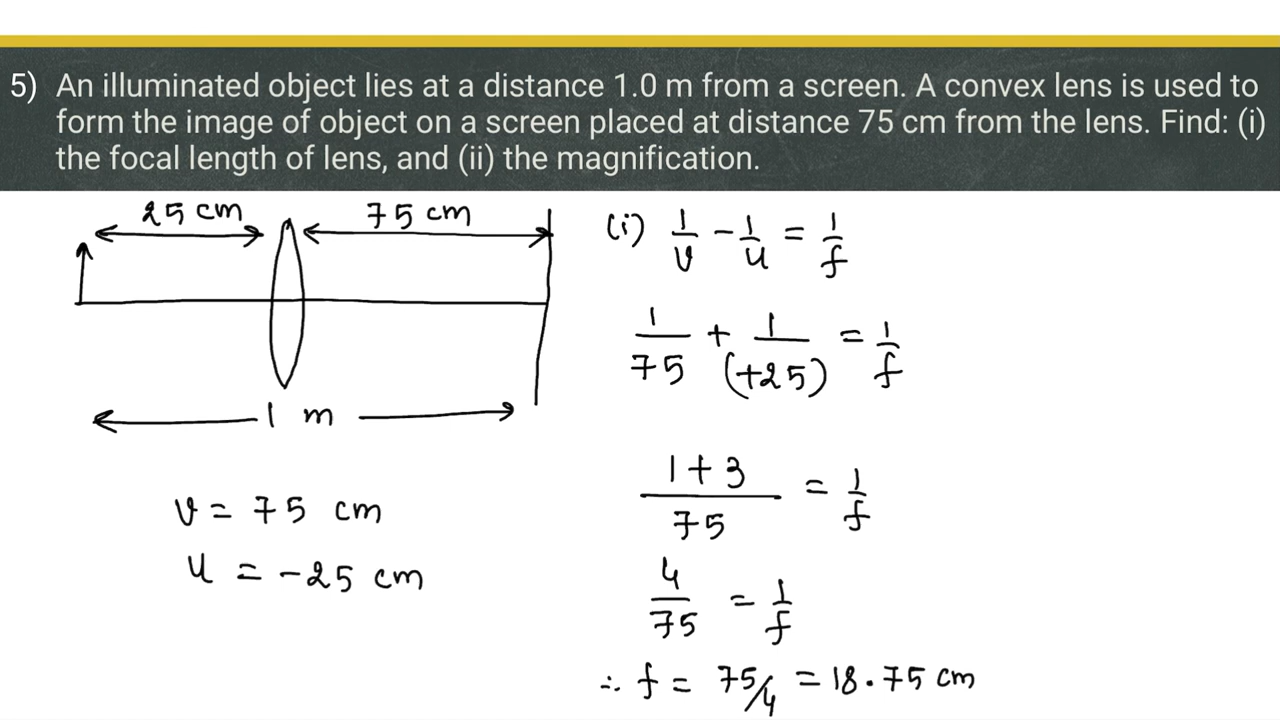 5) An illuminated object lies at a distance 1.0 m from a screen. A convex lens is used to
form the image of object on a screen placed at distance 75 cm from the lens. Find: (i)
the focal length of lens, and (ii) the magnification.
25 cm
75 cm
1 m
v = 75 cm
u = -25 cm
(i) 1/v - 1/u = 1/f
1/75 + 1/(+25) = 1/f
1+3/75 = 1/f
4/75 = 1/f
∴ f = 75/4 = 18.75 cm